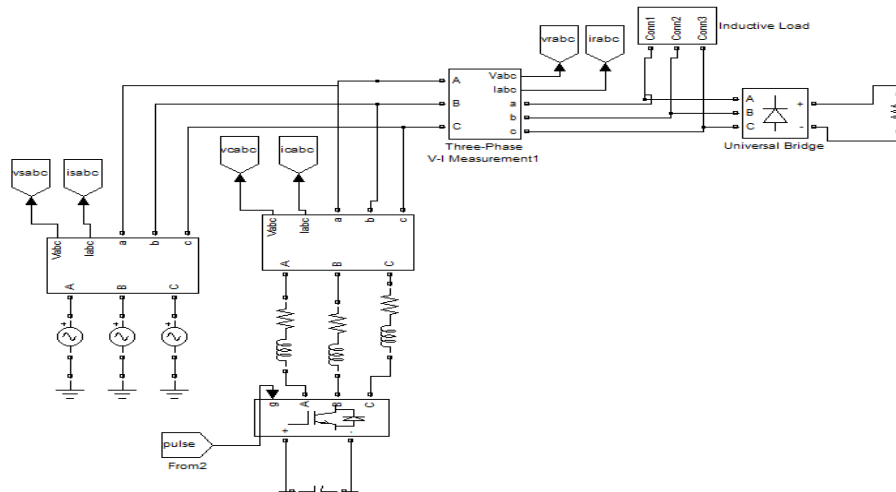 vrabc
irabc
Conn1
Conn2
Conn3
Inductive Load
A
B
C
Vabc
Iabc
a
b
c
Three-Phase
V-I Measurement1
A
B
C
+
-
Universal Bridge
vsabc
isabc
vcabc
icabc
Vabc
Iabc
a
b
c
A
B
C
Vabc
Iabc
a
b
c
A
B
C
+
+
+
g
A
B
C
+
-
pulse
From2